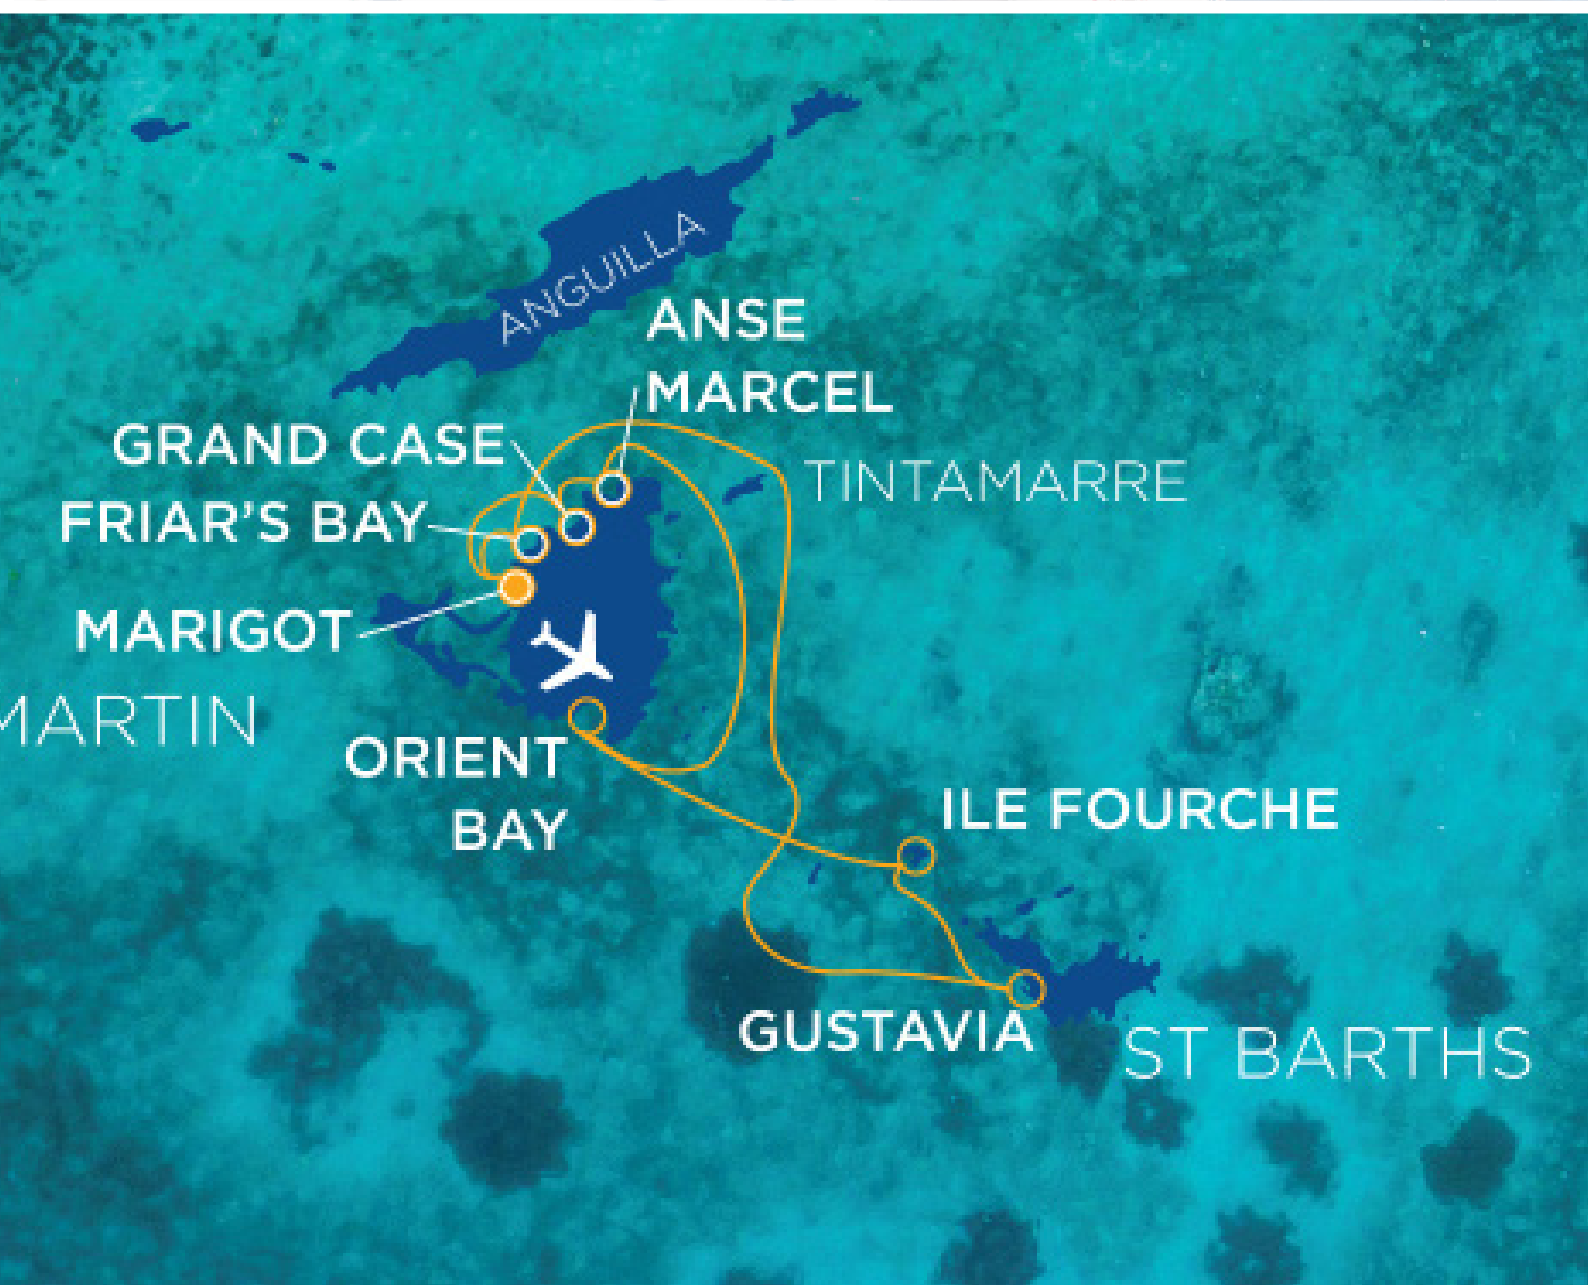 ANGUILLA
ANSE
MARCEL
GRAND CASE
TINTAMARRE
FRIAR'S BAY
MARIGOT
MARTIN
ORIENT
BAY
ILE FOURCHE
GUSTAVIA
ST BARTHS